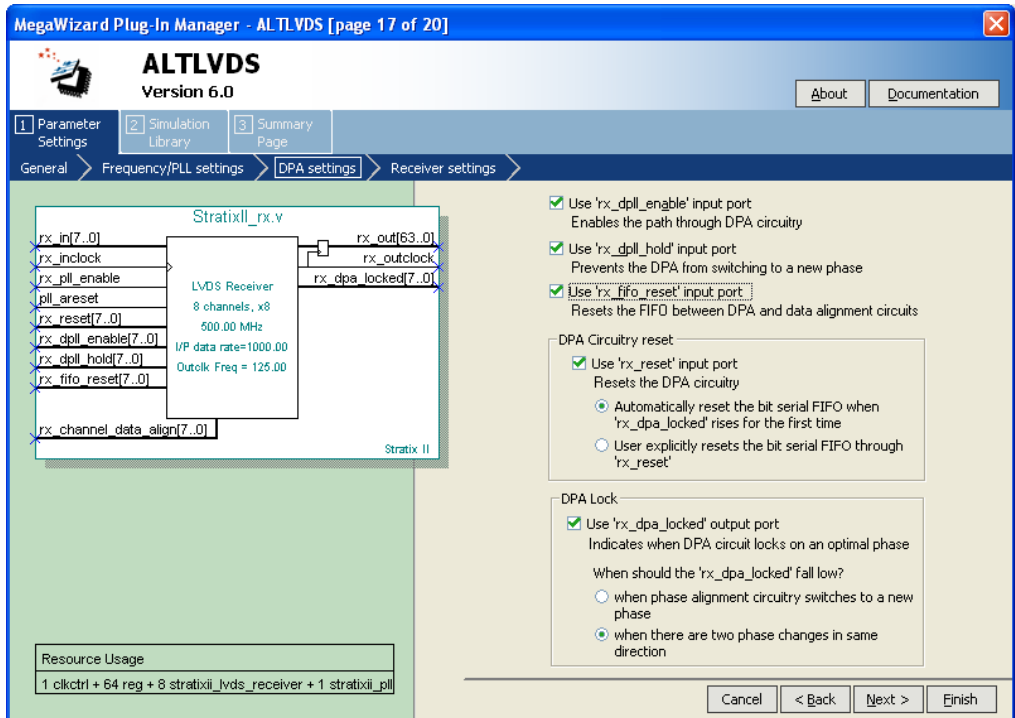 MegaWizard Plug-In Manager - ALTLVDS [page 17 of 20]
ALTLVDS
Version 6.0
About
Documentation
1 Parameter Settings
2 Simulation Library
3 Summary Page
General
Frequency/PLL settings
DPA settings
Receiver settings
StratixII_rx.v
rx_in[7..0]
rx_inclock
rx_pll_enable
pll_areset
rx_reset[7..0]
rx_dpll_enable[7..0]
rx_dpll_hold[7..0]
rx_fifo_reset[7..0]
rx_channel_data_align[7..0]
LVDS Receiver
8 channels, x8
500.00 MHz
I/P data rate=1000.00
Outclk Freq = 125.00
rx_out[63..0]
rx_outclock
rx_dpa_locked[7..0]
Stratix II
Resource Usage
1 clkctrl + 64 reg + 8 stratixii_lvds_receiver + 1 stratixii_pll
Use 'rx_dpll_enable' input port
Enables the path through DPA circuitry
Use 'rx_dpll_hold' input port
Prevents the DPA from switching to a new phase
Use 'rx_fifo_reset' input port
Resets the FIFO between DPA and data alignment circuits
DPA Circuitry reset
Use 'rx_reset' input port
Resets the DPA circuitry
Automatically reset the bit serial FIFO when
'rx_dpa_locked' rises for the first time
User explicitly resets the bit serial FIFO through
'rx_reset'
DPA Lock
Use 'rx_dpa_locked' output port
Indicates when DPA circuit locks on an optimal phase
When should the 'rx_dpa_locked' fall low?
when phase alignment circuitry switches to a new
phase
when there are two phase changes in same
direction
Cancel
< Back
Next >
Finish